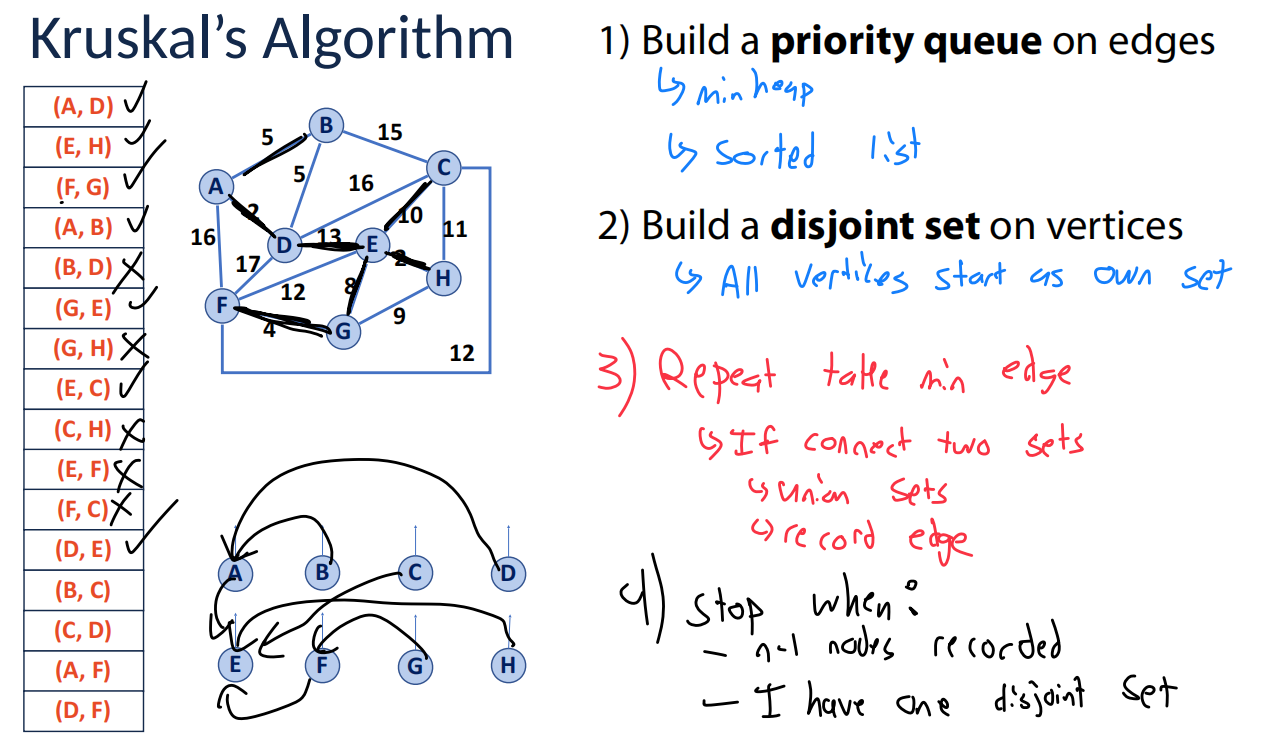 Kruskal's Algorithm
(A, D)
(E, H)
(F, G)
(A, B)
(B, D)
(G, E)
(G, H)
(E, C)
(C, H)
(E, F)
(F, C)
(D, E)
(B, C)
(C, D)
(A, F)
(D, F)
B
5
15
C
A
5
16
2
10
16
D
13
E
11
2
17
H
F
12
8
9
4
G
12
A
B
C
D
E
F
G
H
1) Build a priority queue on edges
↳ min heap
↳ Sorted list
2) Build a disjoint set on vertices
↳ All vertices start as own set
3) Repeat take min edge
↳ If connect two sets
↳ union sets
↳ record edge
4) Stop when:
- n-1 nodes recorded
- I have one disjoint set